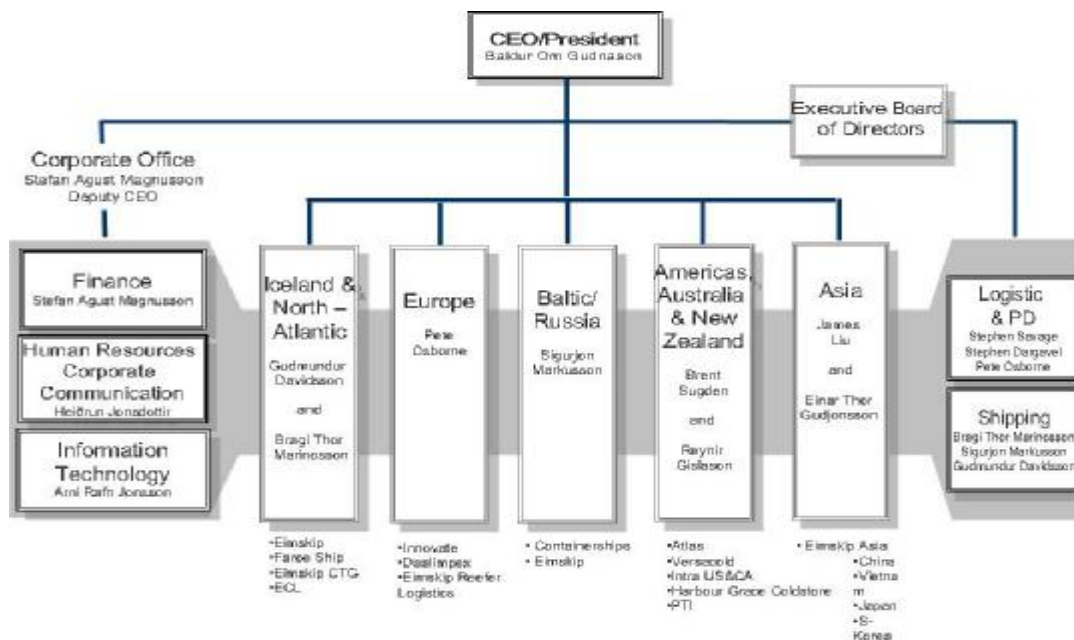 CEO/President
Baldur Orn Gudnason
Executive Board
of Directors
Corporate Office
Stefan Agust Magnusson
Deputy CEO
Finance
Stefan Agust Magnusson
Human Resources
Corporate
Communication
Heiðrun Jonsdottir
Information
Technology
Arni Rafn Jonsson
Iceland &
North –
Atlantic
Gudmundur
Davidsson
and
Bragi Thor
Marinosson
•Eimskip
•Faroe Ship
•Eimskip CTG
•ECL
Europe
Pete
Osborne
•Innovate
•Daalimpex
•Eimskip Reefer
Logistics
Baltic/
Russia
Sigurjon
Markusson
• Containerships
• Eimskip
Americas,
Australia
& New
Zealand
Brent
Sugden
and
Reynir
Gislason
•Atlas
•Versacold
•Intra US&CA
•Harbour Grace Coldstore
•PTI
Asia
James
Liu
and
Einar Thor
Gudjonsson
• Eimskip Asia
•China
•Vietna
m
•Japan
•S-
Korea
Logistic
& PD
Stephen Savage
Stephen Dargavel
Pete Osborne
Shipping
Bragi Thor Marinosson
Sigurjon Markusson
Gudmundur Davidsson